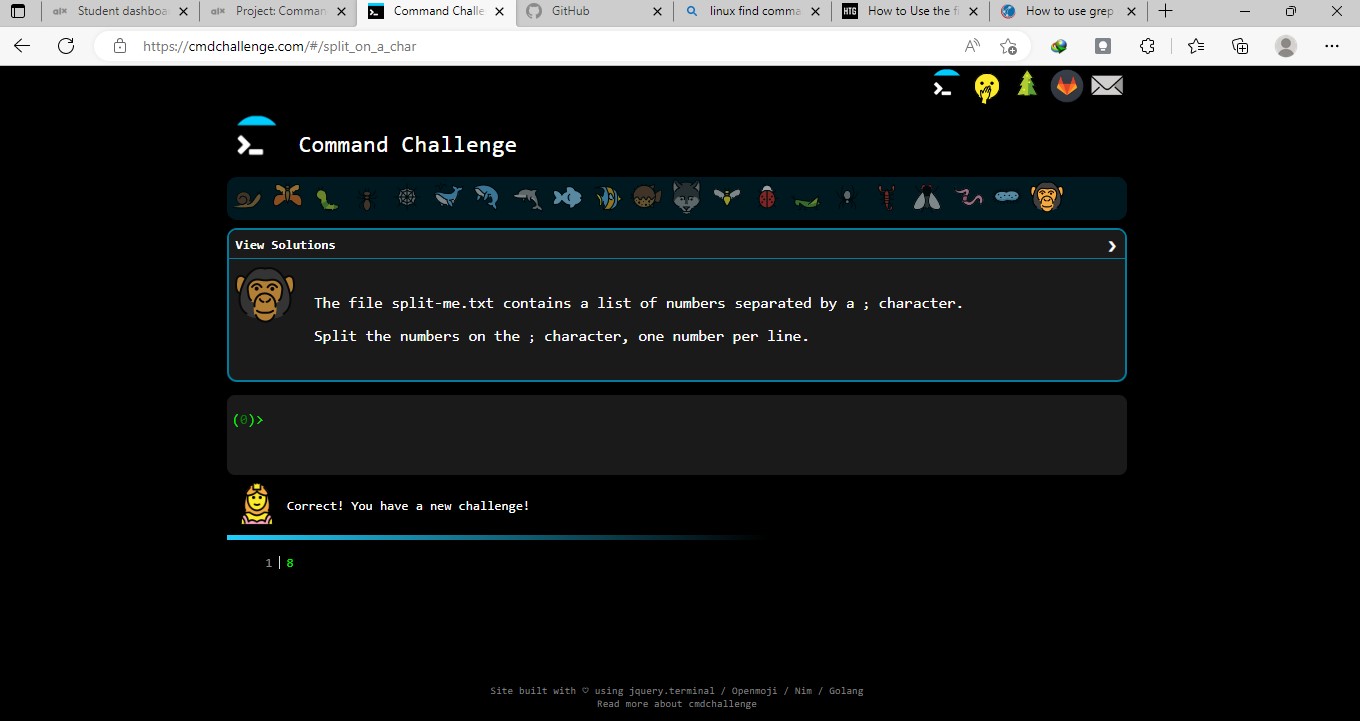 Student dashboa
Project: Comman
Command Challe
GitHub
linux find comma
HTG
How to Use the fi
How to use grep
https://cmdchallenge.com/#/split_on_a_char
Command Challenge
View Solutions
The file split-me.txt contains a list of numbers separated by a ; character.
Split the numbers on the ; character, one number per line.
(0)>
Correct! You have a new challenge!
1 8
Site built with ♡ using jquery.terminal / Openmoji / Nim / Golang
Read more about cmdchallenge